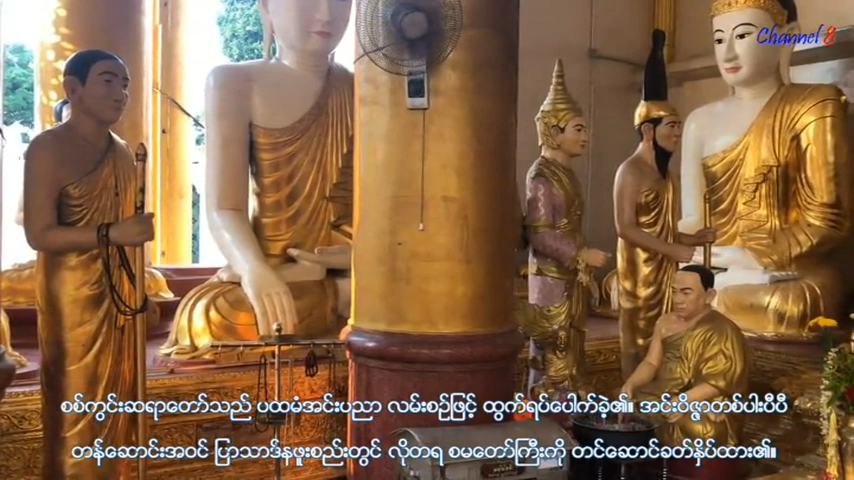 Channel 8
စစ်ကွင်းဆရာတော်သည် ပထမံအင်းပညာ လမ်းစဉ်ဖြင့် ထွက်ရပ်ပေါက်ခဲ့၏။ အင်းဝိဇ္ဇာတစ်ပါးပီပီ
တန်ဆောင်းအဝင် ပြာသာဒ်နဖူးစည်းတွင် လိုတရ စမတော်ကြီးကို တင်ဆောင်ခတ်နှိပ်ထား၏။